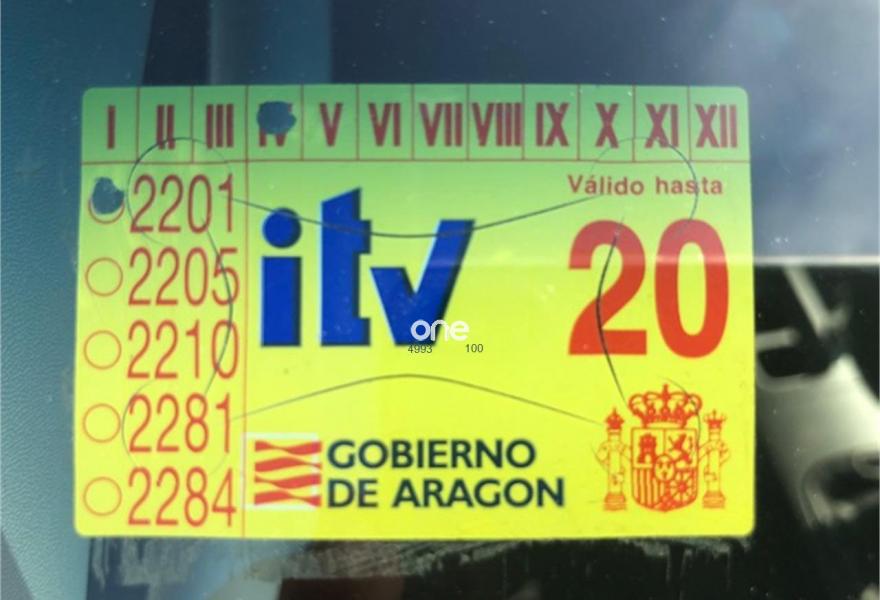 I II III IV V VI VII VIII IX X XI XII
Válido hasta
2201
2205
2210
2281
2284
itv
20
one
4993 100
GOBIERNO
DE ARAGON